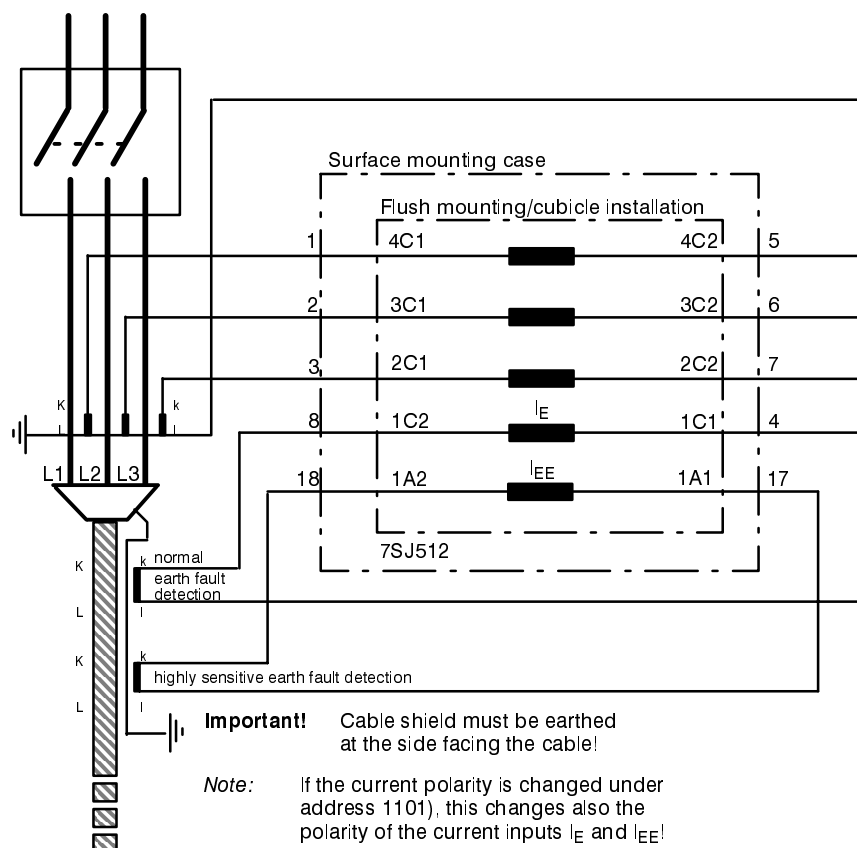 Surface mounting case
Flush mounting/cubicle installation
1 4C1 4C2 5
2 3C1 3C2 6
3 2C1 2C2 7
K k
8 1C2 I_E 1C1 4
L l
L1 L2 L3
18 1A2 I_EE 1A1 17
7SJ512
K k normal
earth fault
detection
L l
K k
highly sensitive earth fault detection
L l
Important! Cable shield must be earthed
at the side facing the cable!
Note: If the current polarity is changed under
address 1101), this changes also the
polarity of the current inputs I_E and I_EE!